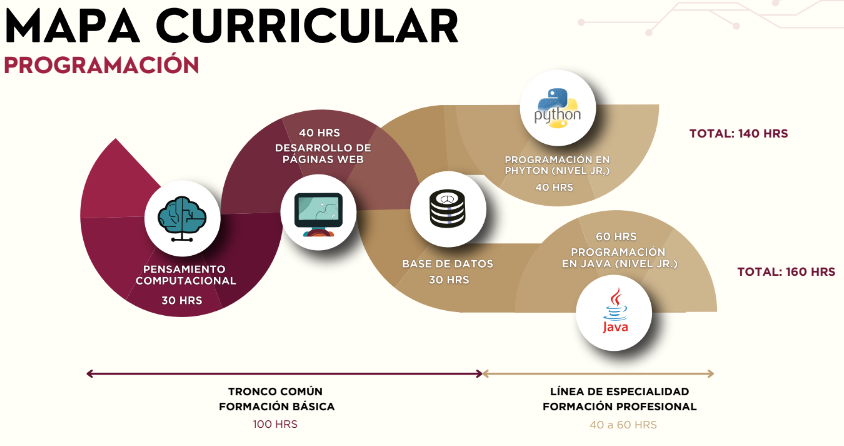 MAPA CURRICULAR
PROGRAMACIÓN
40 HRS
DESARROLLO DE
PÁGINAS WEB
python
PROGRAMACIÓN EN
PHYTON (NIVEL JR.)
40 HRS
TOTAL: 140 HRS
PENSAMIENTO
COMPUTACIONAL
30 HRS
BASE DE DATOS
30 HRS
60 HRS
PROGRAMACIÓN
EN JAVA (NIVEL JR.)
Java
TOTAL: 160 HRS
TRONCO COMÚN
FORMACIÓN BÁSICA
100 HRS
LÍNEA DE ESPECIALIDAD
FORMACIÓN PROFESIONAL
40 a 60 HRS